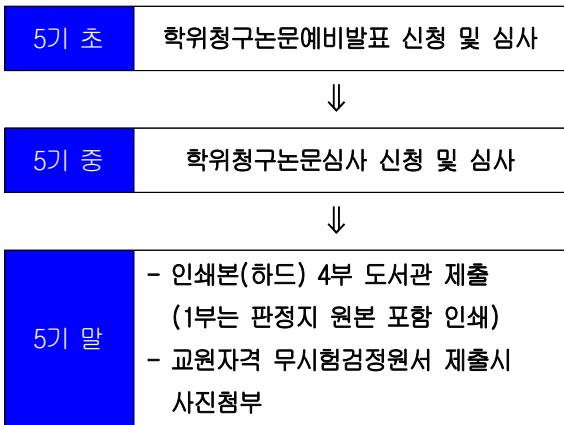 5기 초 학위청구논문예비발표 신청 및 심사
⇓
5기 중 학위청구논문심사 신청 및 심사
⇓
5기 말
- 인쇄본(하드) 4부 도서관 제출
(1부는 판정지 원본 포함 인쇄)
- 교원자격 무시험검정원서 제출시
사진첨부